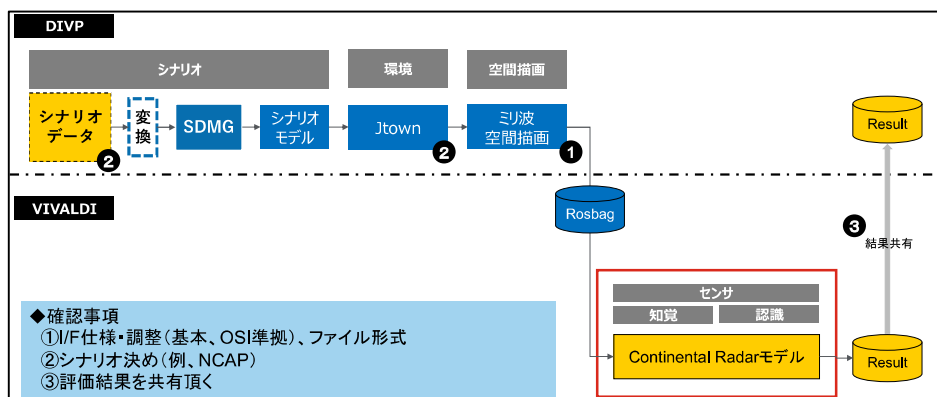 DIVP
シナリオ
環境
空間描画
シナリオ
データ
❷
変
換
SDMG
シナリオ
モデル
Jtown
❷
ミリ波
空間描画
❶
Result
VIVALDI
Rosbag
❸
結果共有
センサ
知覚
認識
Continental Radarモデル
Result
◆確認事項
①I/F仕様・調整(基本、OSI準拠)、ファイル形式
②シナリオ決め(例、NCAP)
③評価結果を共有頂く